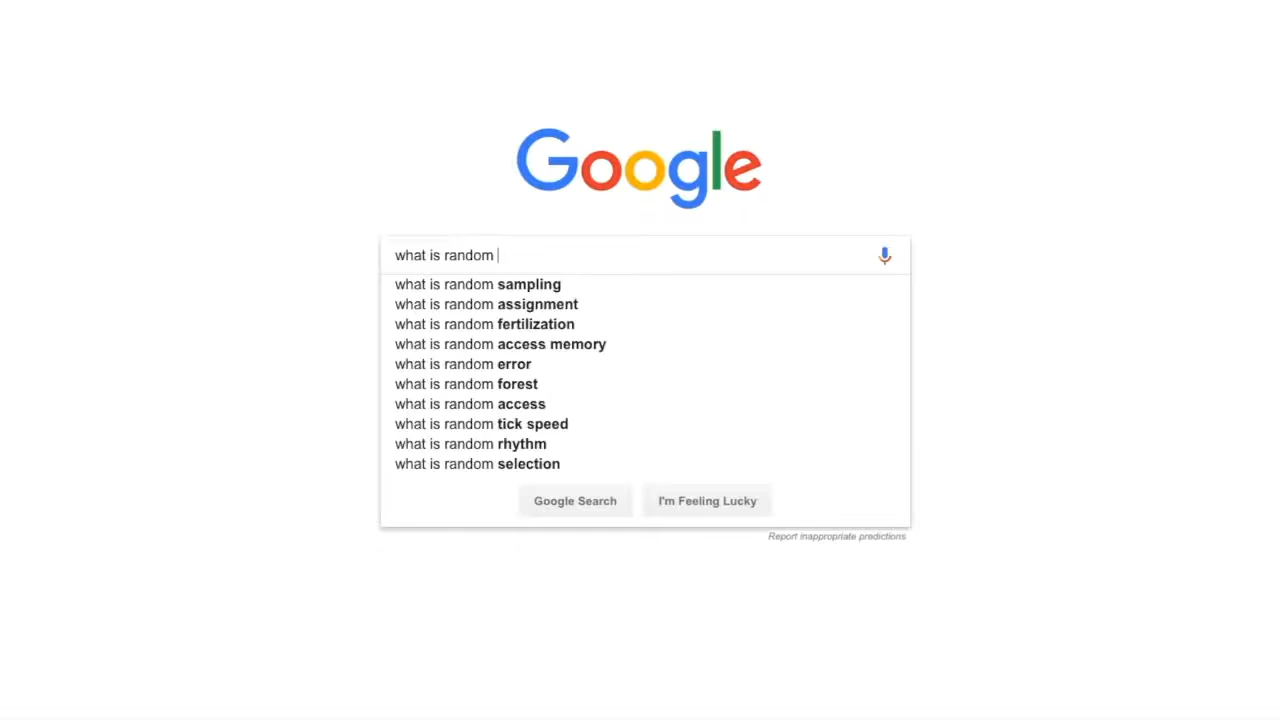 Google
what is random
what is random sampling
what is random assignment
what is random fertilization
what is random access memory
what is random error
what is random forest
what is random access
what is random tick speed
what is random rhythm
what is random selection
Google Search I'm Feeling Lucky
Report inappropriate predictions